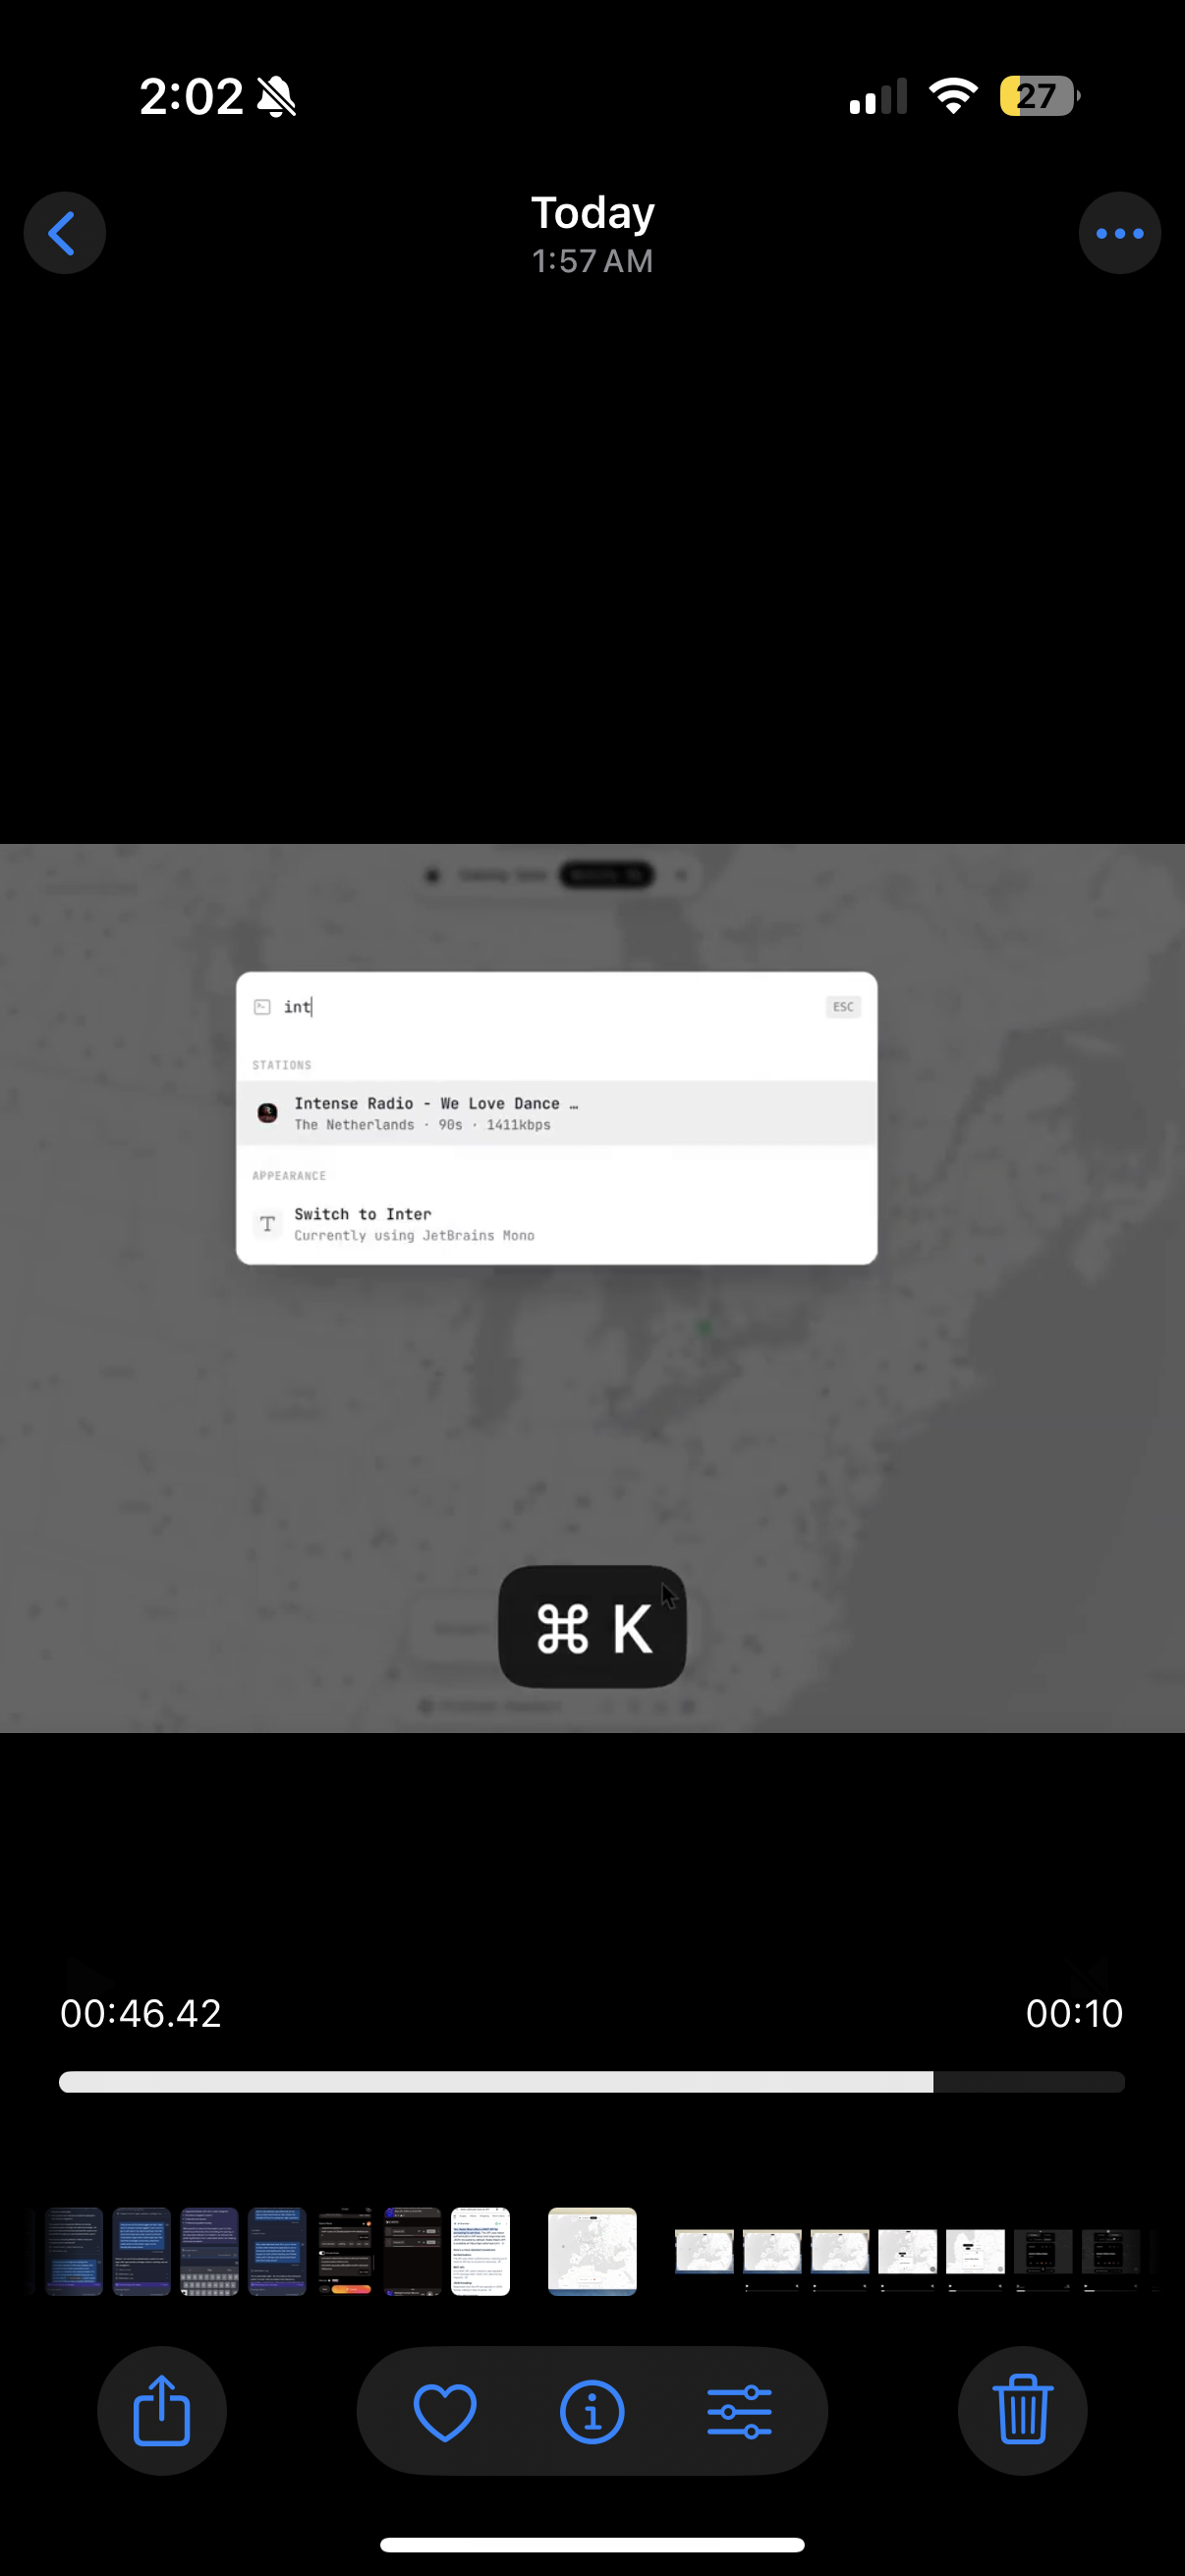 2:02
27
Today
1:57 AM
int
ESC
STATIONS
Intense Radio - We Love Dance …
The Netherlands · 90s · 1411kbps
APPEARANCE
T
Switch to Inter
Currently using JetBrains Mono
⌘ K
00:46.42
00:10